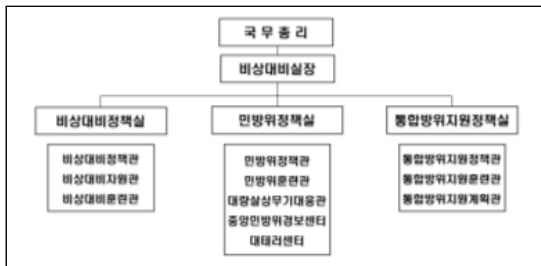 국 무 총 리
비상대비실장
비상대비정책실
민방위정책실
통합방위지원정책실
비상대비정책관
비상대비자원관
비상대비훈련관
민방위정책관
민방위훈련관
대량살상무기대응관
중앙민방위경보센터
대테러센터
통합방위지원정책관
통합방위지원훈련관
통합방위지원계획관